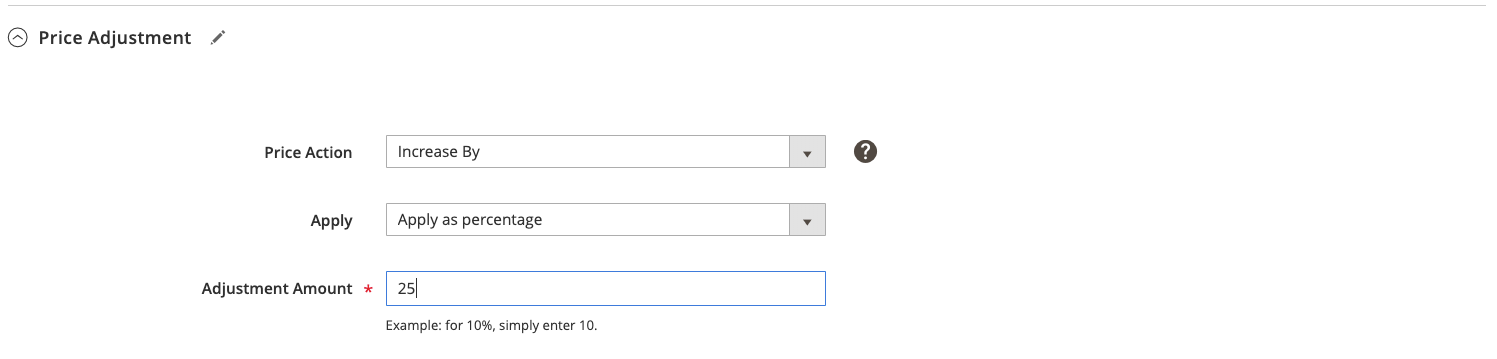 Price Adjustment
Price Action
Increase By
?
Apply
Apply as percentage
Adjustment Amount *
25
Example: for 10%, simply enter 10.